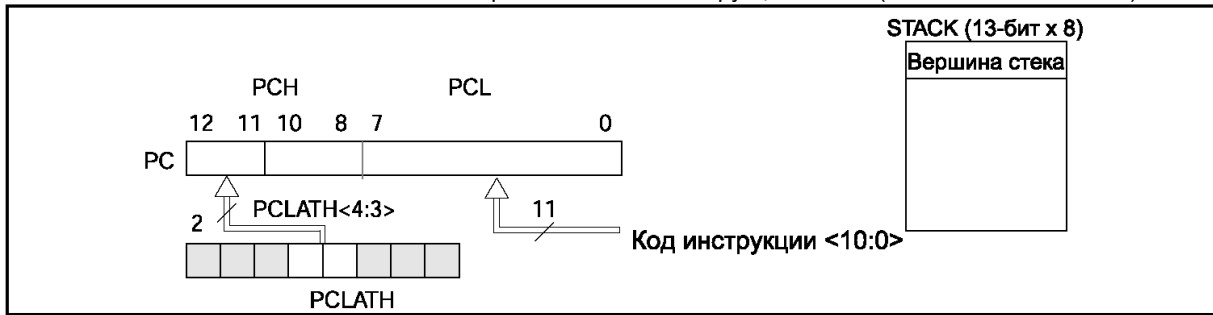 STACK (13-бит x 8)
Вершина стека
PCH PCL
12 11 10 8 7 0
PC
2 PCLATH<4:3> 11
Код инструкции <10:0>
PCLATH